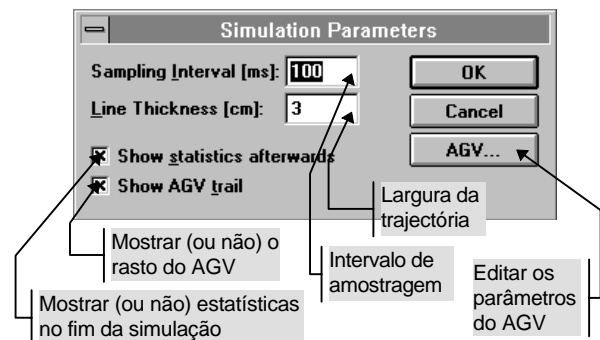 Simulation Parameters
Sampling Interval [ms]: 100
OK
Line Thickness [cm]: 3
Cancel
Show statistics afterwards
AGV...
Show AGV trail
Largura da
trajectória
Mostrar (ou não) o
rasto do AGV
Intervalo de
amostragem
Editar os
parâmetros
do AGV
Mostrar (ou não) estatísticas
no fim da simulação